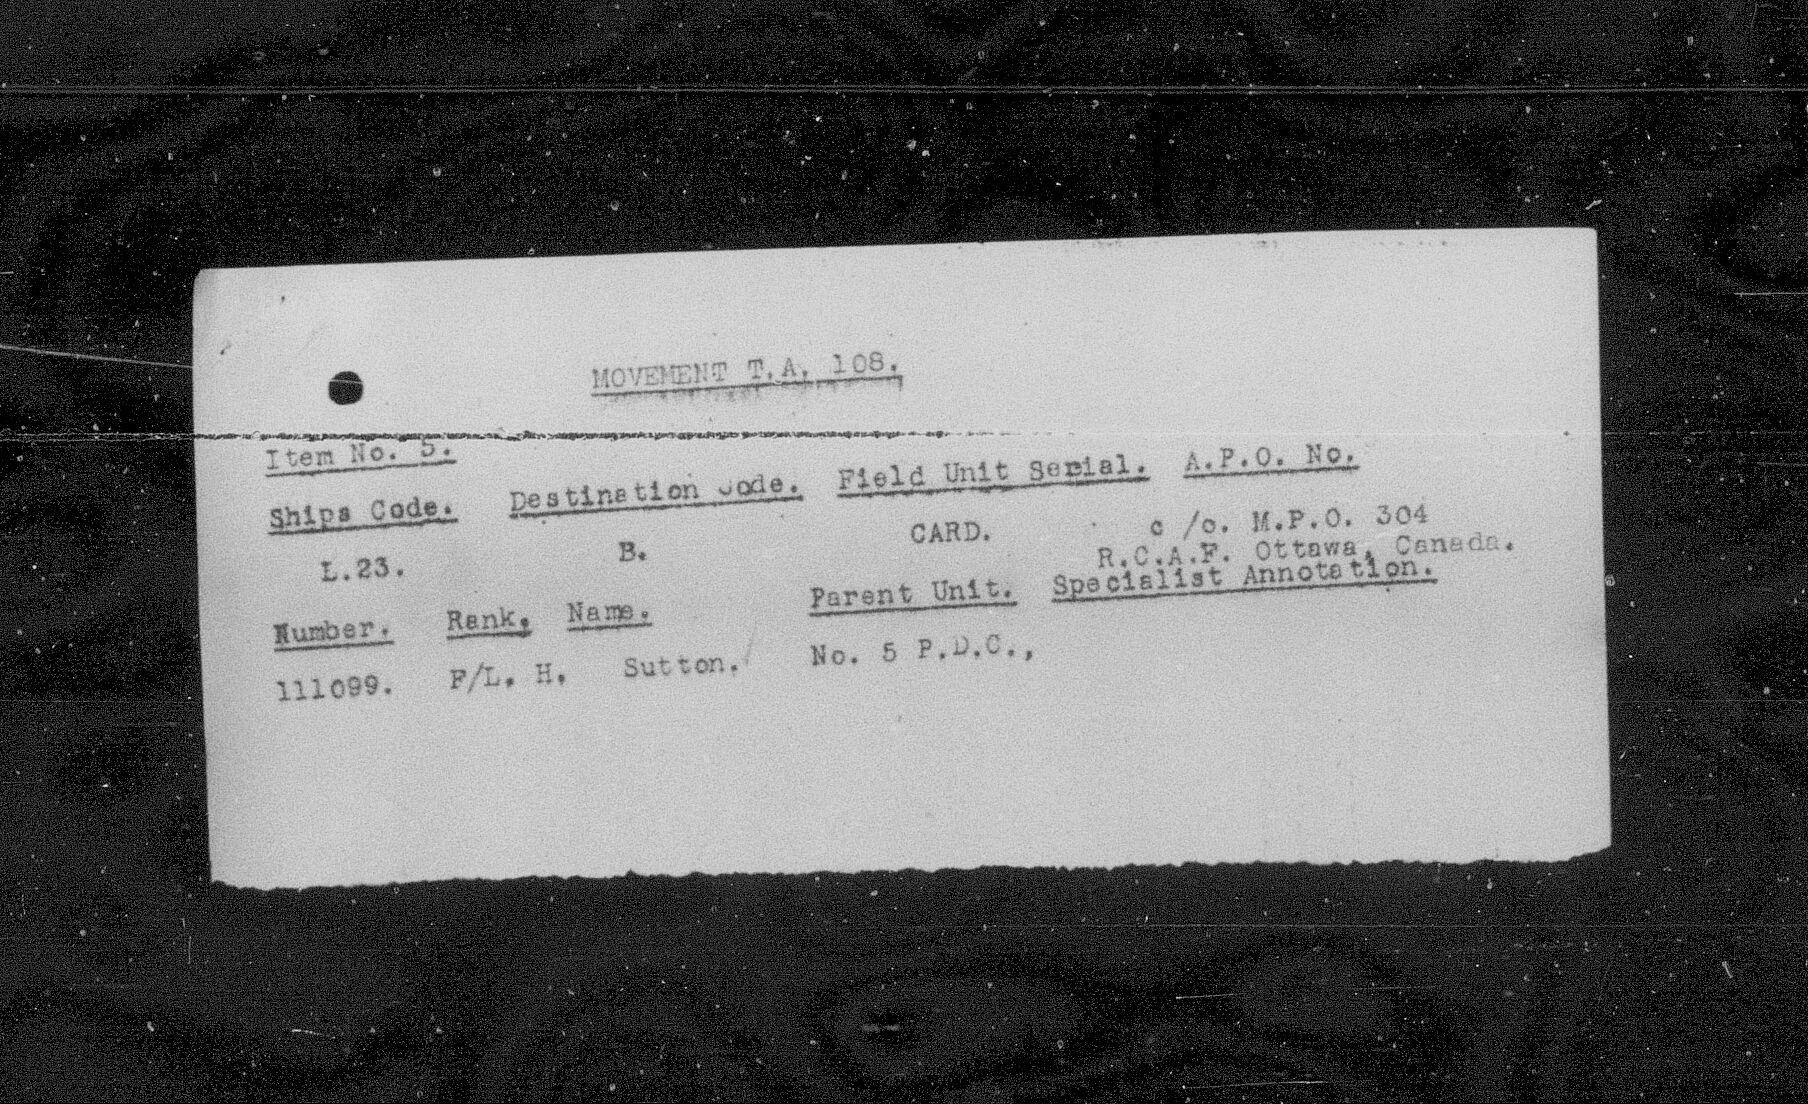 MOVEMENT T.A. 108.
Item No. 5.
Ships Code. Destination Code. Field Unit Serial. A.P.O. No.
L.23. B. CARD. c /o. M.P.O. 304
R.C.A.F. Ottawa, Canada.
Number. Rank. Name. Parent Unit. Specialist Annotation.
111099. F/L. H. Sutton. No. 5 P.D.C.,